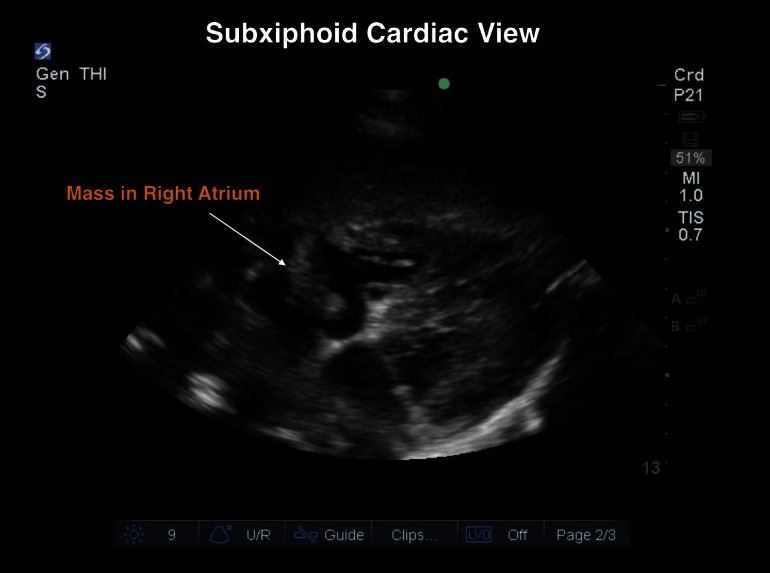 Subxiphoid Cardiac View
Gen THI
S
Crd
P21
51%
MI
1.0
TIS
0.7
Mass in Right Atrium
A
B
13
9
U/R
Guide
Clips...
LVO
Off
Page 2/3